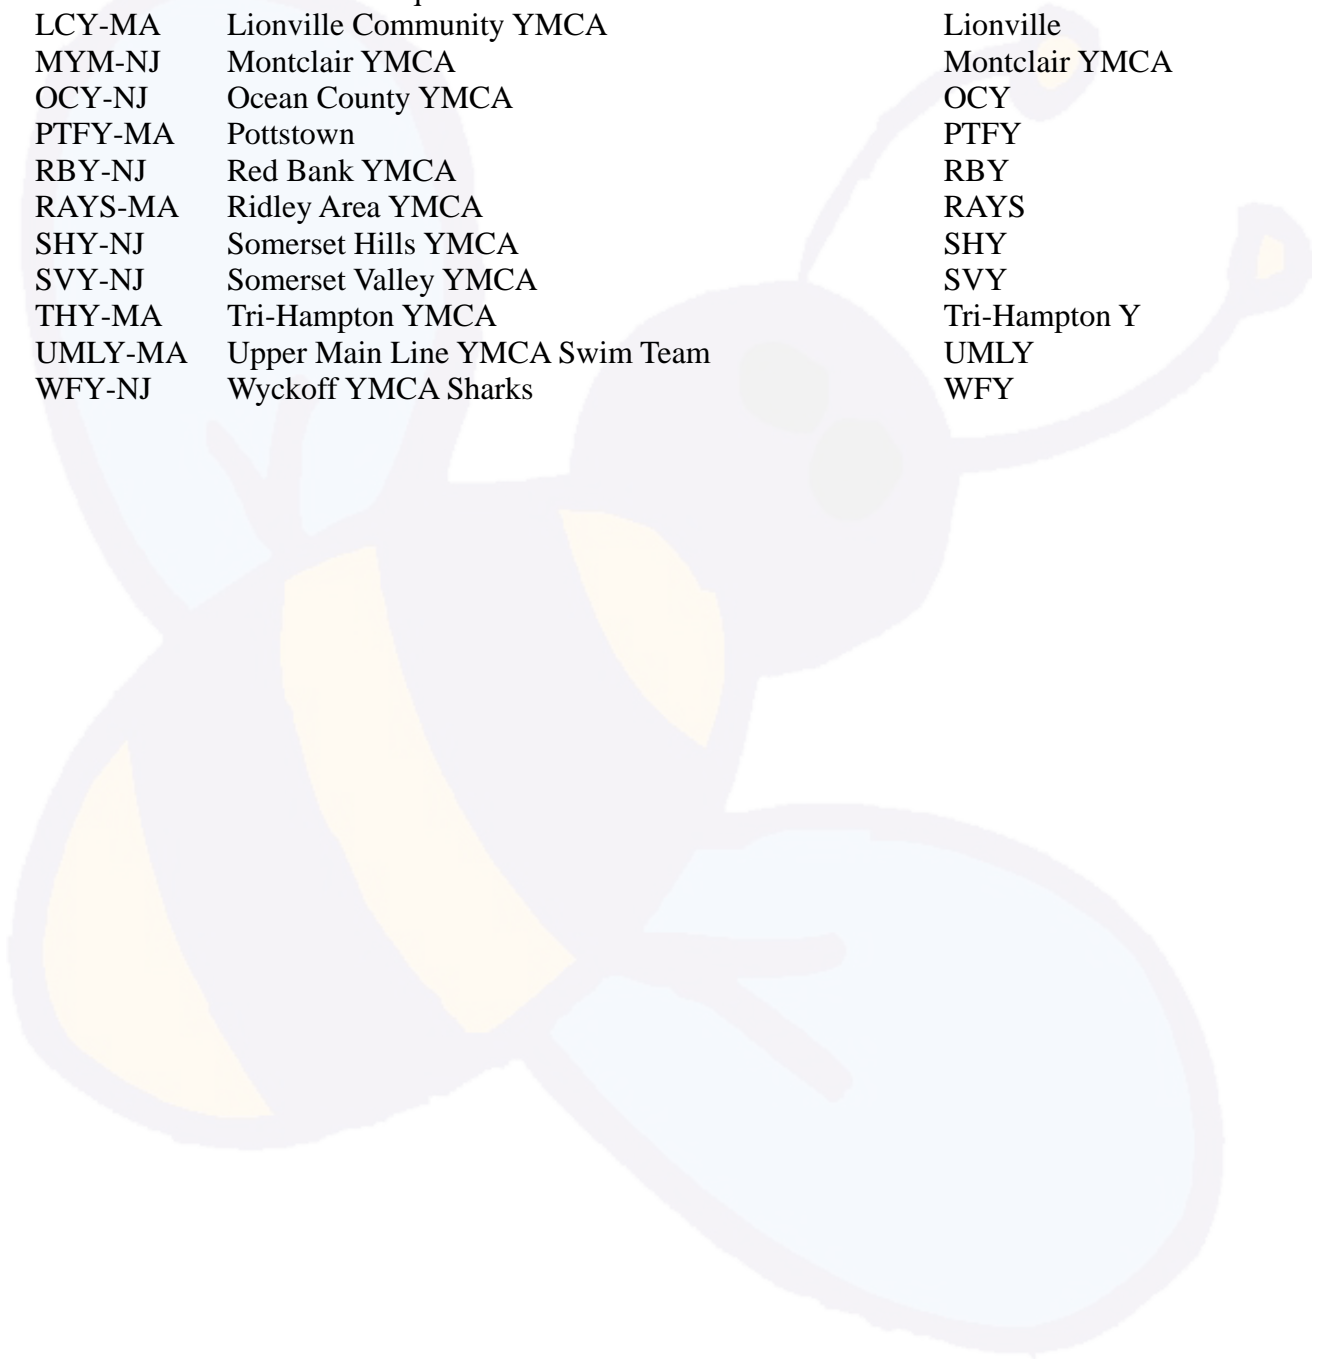 LCY-MA Lionville Community YMCA Lionville
MYM-NJ Montclair YMCA Montclair YMCA
OCY-NJ Ocean County YMCA OCY
PTFY-MA Pottstown PTFY
RBY-NJ Red Bank YMCA RBY
RAYS-MA Ridley Area YMCA RAYS
SHY-NJ Somerset Hills YMCA SHY
SVY-NJ Somerset Valley YMCA SVY
THY-MA Tri-Hampton YMCA Tri-Hampton Y
UMLY-MA Upper Main Line YMCA Swim Team UMLY
WFY-NJ Wyckoff YMCA Sharks WFY